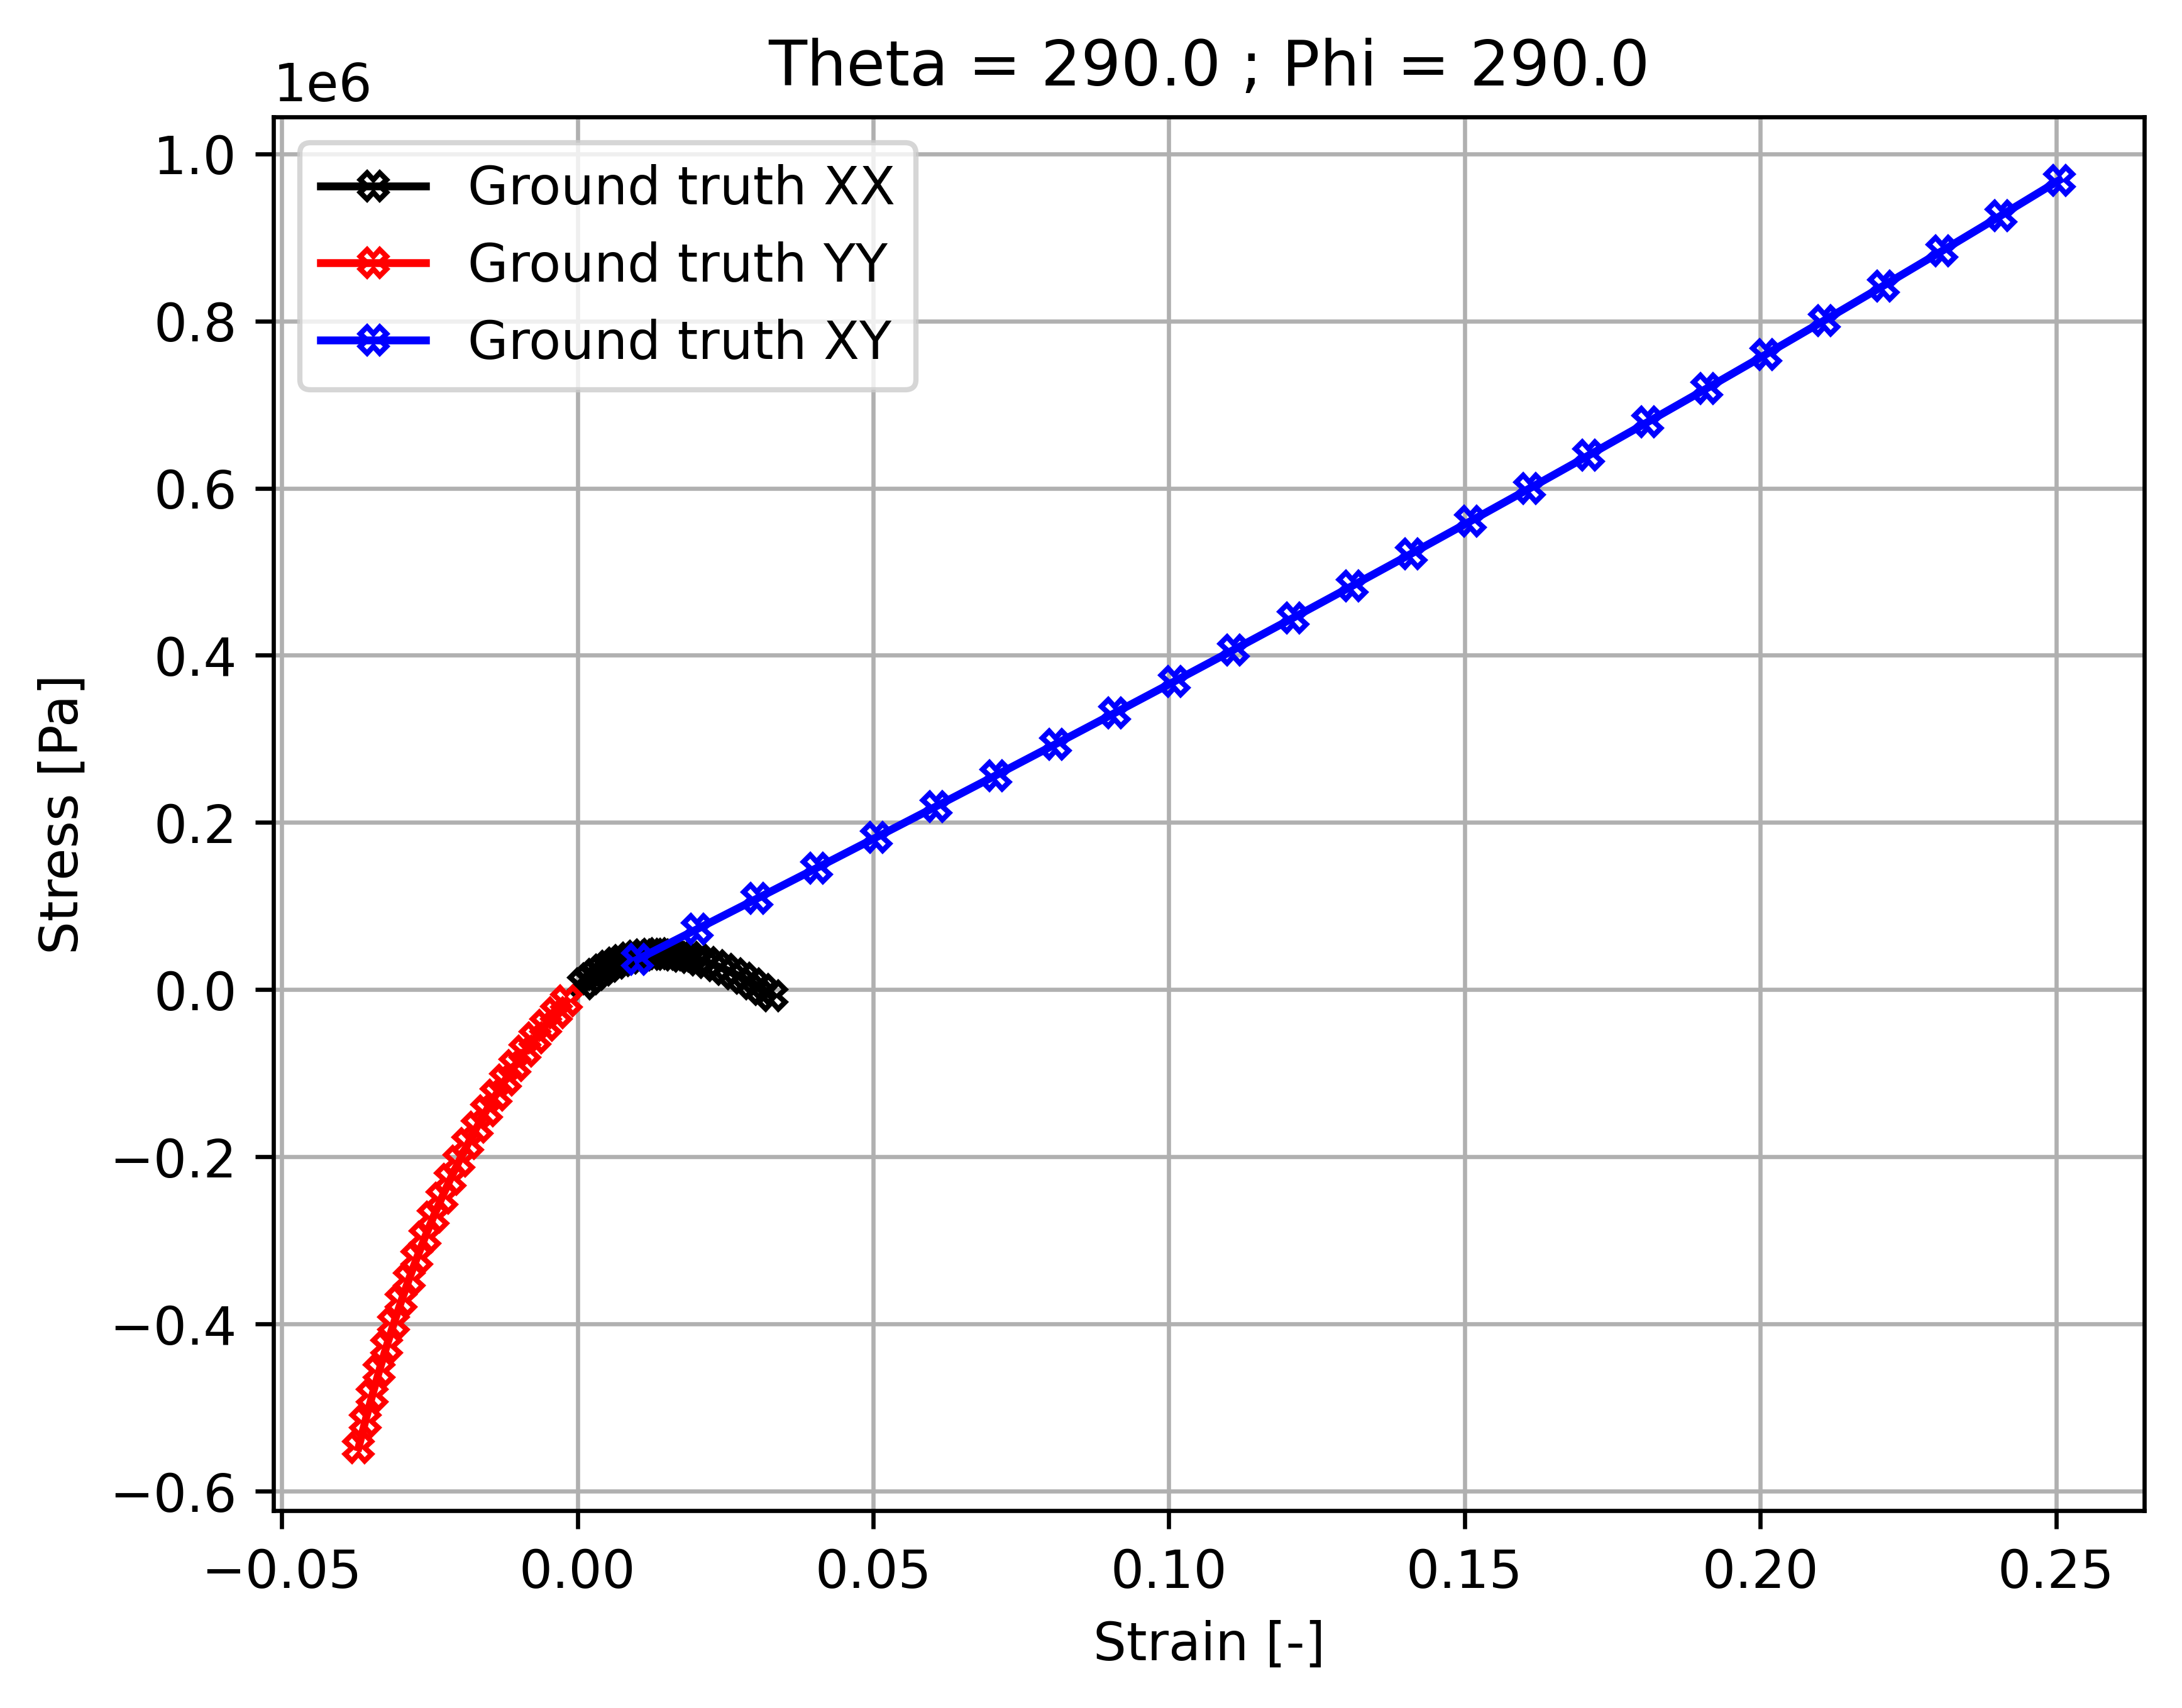 Theta = 290.0 ; Phi = 290.0
1e6
1.0
0.8
0.6
0.4
0.2
0.0
−0.2
−0.4
−0.6
Stress [Pa]
Ground truth XX
Ground truth YY
Ground truth XY
−0.05 0.00 0.05 0.10 0.15 0.20 0.25
Strain [-]